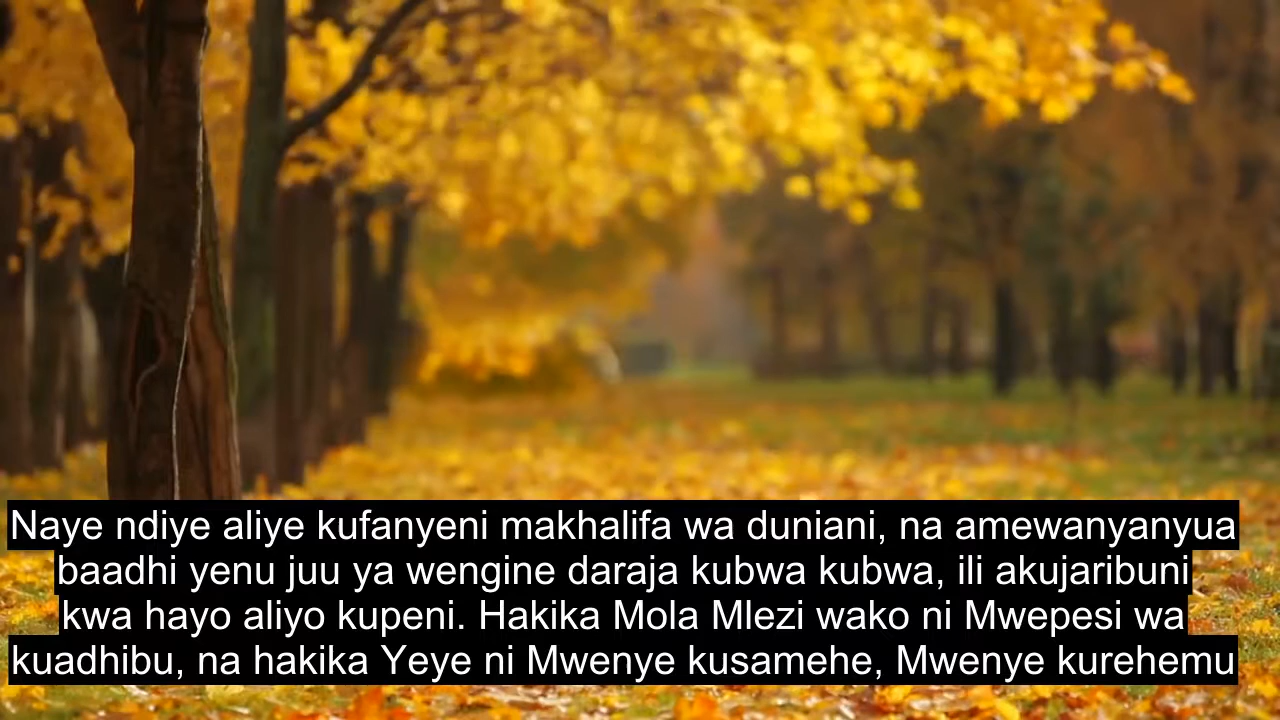 Naye ndiye aliye kufanyeni makhalifa wa duniani, na amewanyanyua
baadhi yenu juu ya wengine daraja kubwa kubwa, ili akujaribuni
kwa hayo aliyo kupeni. Hakika Mola Mlezi wako ni Mwepesi wa
kuadhibu, na hakika Yeye ni Mwenye kusamehe, Mwenye kurehemu